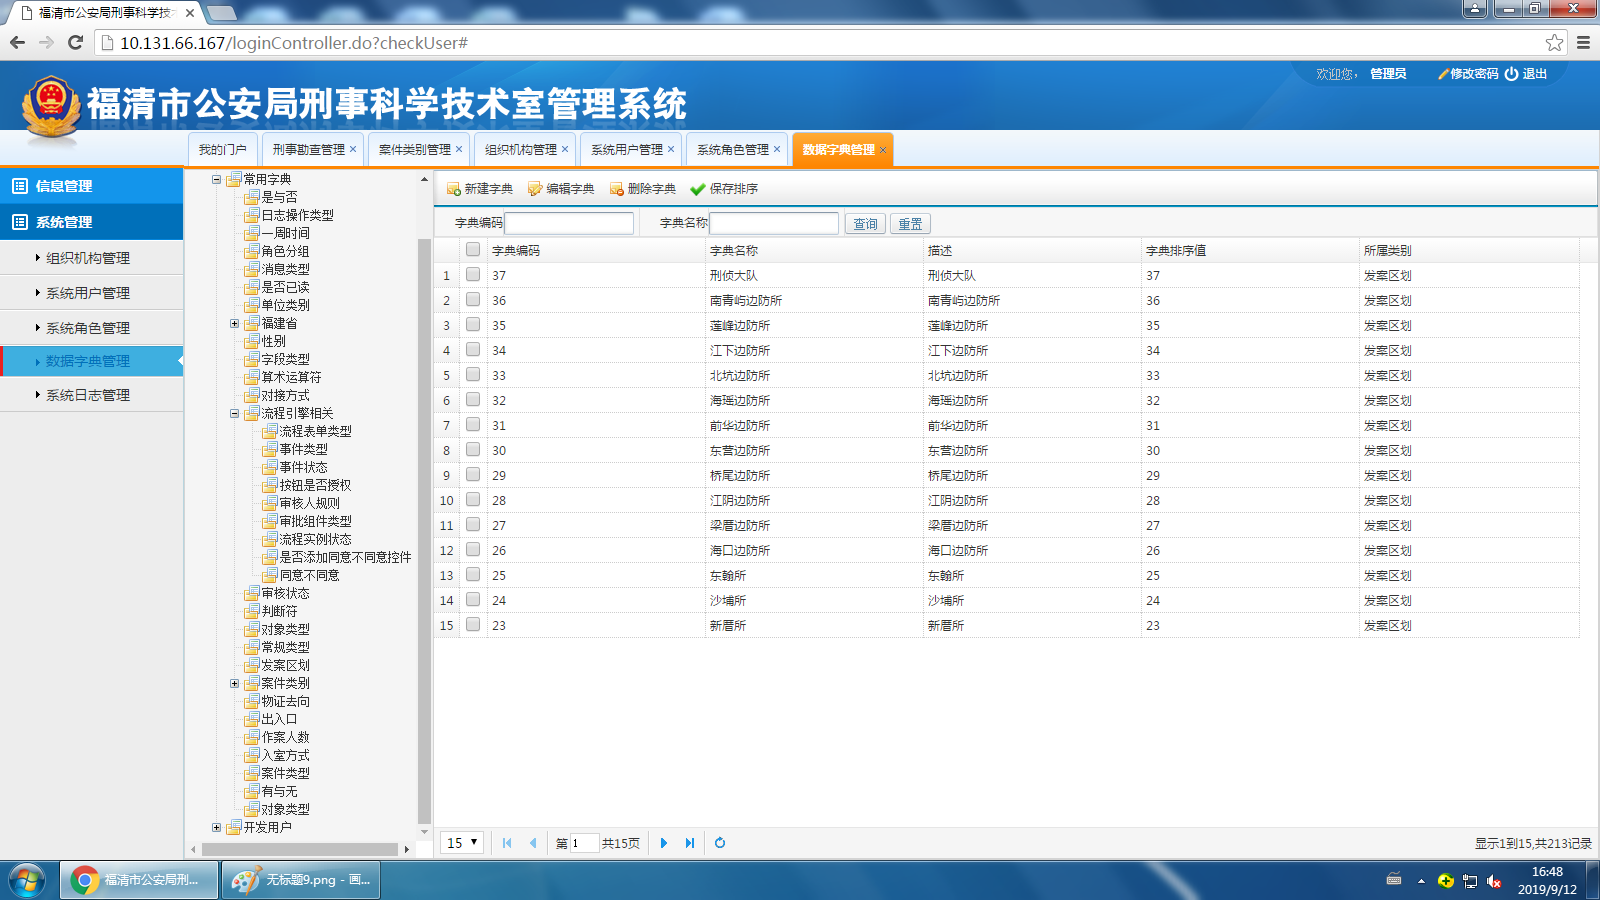 福清市公安局刑事科学技术
10.131.66.167/loginController.do?checkUser#
欢迎您， 管理员 修改密码 退出
福清市公安局刑事科学技术室管理系统
我的门户 刑事勘查管理 案件类别管理 组织机构管理 系统用户管理 系统角色管理 数据字典管理
信息管理
系统管理
组织机构管理
系统用户管理
系统角色管理
数据字典管理
系统日志管理
常用字典
是与否
日志操作类型
一周时间
角色分组
消息类型
是否已读
单位类别
福建省
性别
字段类型
算术运算符
对接方式
流程引擎相关
流程表单类型
事件类型
事件状态
按钮是否授权
审核人规则
审批组件类型
流程实例状态
是否添加同意不同意控件
同意不同意
审核状态
判断符
对象类型
常规类型
发案区划
案件类别
物证去向
出入口
作案人数
入室方式
案件类型
有与无
对象类型
开发用户
新建字典 编辑字典 删除字典 保存排序
字典编码 字典名称 查询 重置
字典编码 字典名称 描述 字典排序值 所属类别
1 37 刑侦大队 刑侦大队 37 发案区划
2 36 南青屿边防所 南青屿边防所 36 发案区划
3 35 莲峰边防所 莲峰边防所 35 发案区划
4 34 江下边防所 江下边防所 34 发案区划
5 33 北坑边防所 北坑边防所 33 发案区划
6 32 海瑶边防所 海瑶边防所 32 发案区划
7 31 前华边防所 前华边防所 31 发案区划
8 30 东营边防所 东营边防所 30 发案区划
9 29 桥尾边防所 桥尾边防所 29 发案区划
10 28 江阴边防所 江阴边防所 28 发案区划
11 27 梁厝边防所 梁厝边防所 27 发案区划
12 26 海口边防所 海口边防所 26 发案区划
13 25 东翰所 东翰所 25 发案区划
14 24 沙埔所 沙埔所 24 发案区划
15 23 新厝所 新厝所 23 发案区划
15 第 1 共15页 显示1到15,共213记录
福清市公安局刑... 无标题9.png - 画... 16:48
2019/9/12